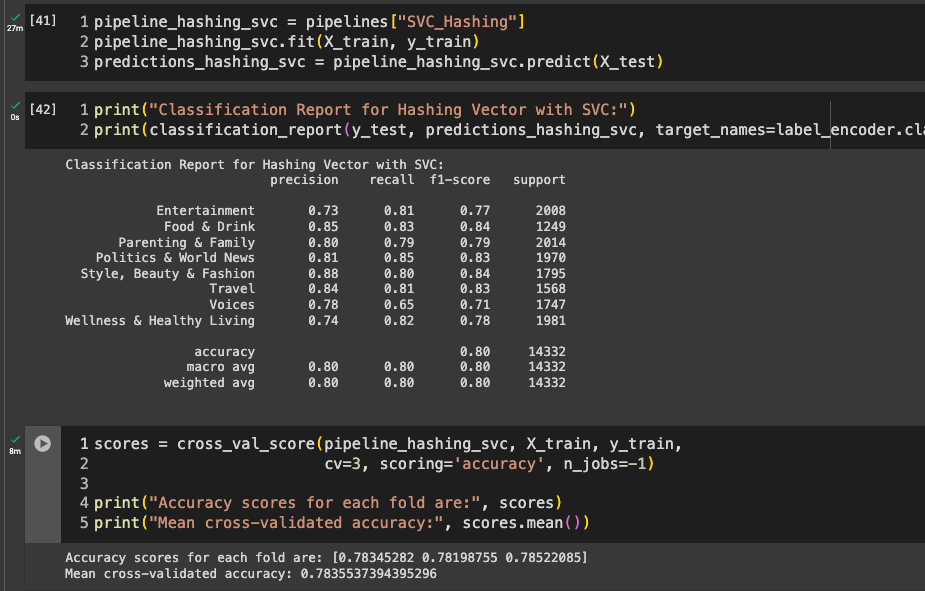 27m
[41]
1 pipeline_hashing_svc = pipelines["SVC_Hashing"]
2 pipeline_hashing_svc.fit(X_train, y_train)
3 predictions_hashing_svc = pipeline_hashing_svc.predict(X_test)
0s
[42]
1 print("Classification Report for Hashing Vector with SVC:")
2 print(classification_report(y_test, predictions_hashing_svc, target_names=label_encoder.cla
Classification Report for Hashing Vector with SVC:
precision recall f1-score support
Entertainment 0.73 0.81 0.77 2008
Food & Drink 0.85 0.83 0.84 1249
Parenting & Family 0.80 0.79 0.79 2014
Politics & World News 0.81 0.85 0.83 1970
Style, Beauty & Fashion 0.88 0.80 0.84 1795
Travel 0.84 0.81 0.83 1568
Voices 0.78 0.65 0.71 1747
Wellness & Healthy Living 0.74 0.82 0.78 1981
accuracy 0.80 14332
macro avg 0.80 0.80 0.80 14332
weighted avg 0.80 0.80 0.80 14332
8m
1 scores = cross_val_score(pipeline_hashing_svc, X_train, y_train,
2 cv=3, scoring='accuracy', n_jobs=-1)
3
4 print("Accuracy scores for each fold are:", scores)
5 print("Mean cross-validated accuracy:", scores.mean())
Accuracy scores for each fold are: [0.78345282 0.78198755 0.78522085]
Mean cross-validated accuracy: 0.7835537394395296